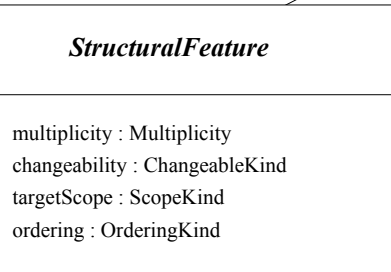 StructuralFeature
multiplicity : Multiplicity
changeability : ChangeableKind
targetScope : ScopeKind
ordering : OrderingKind